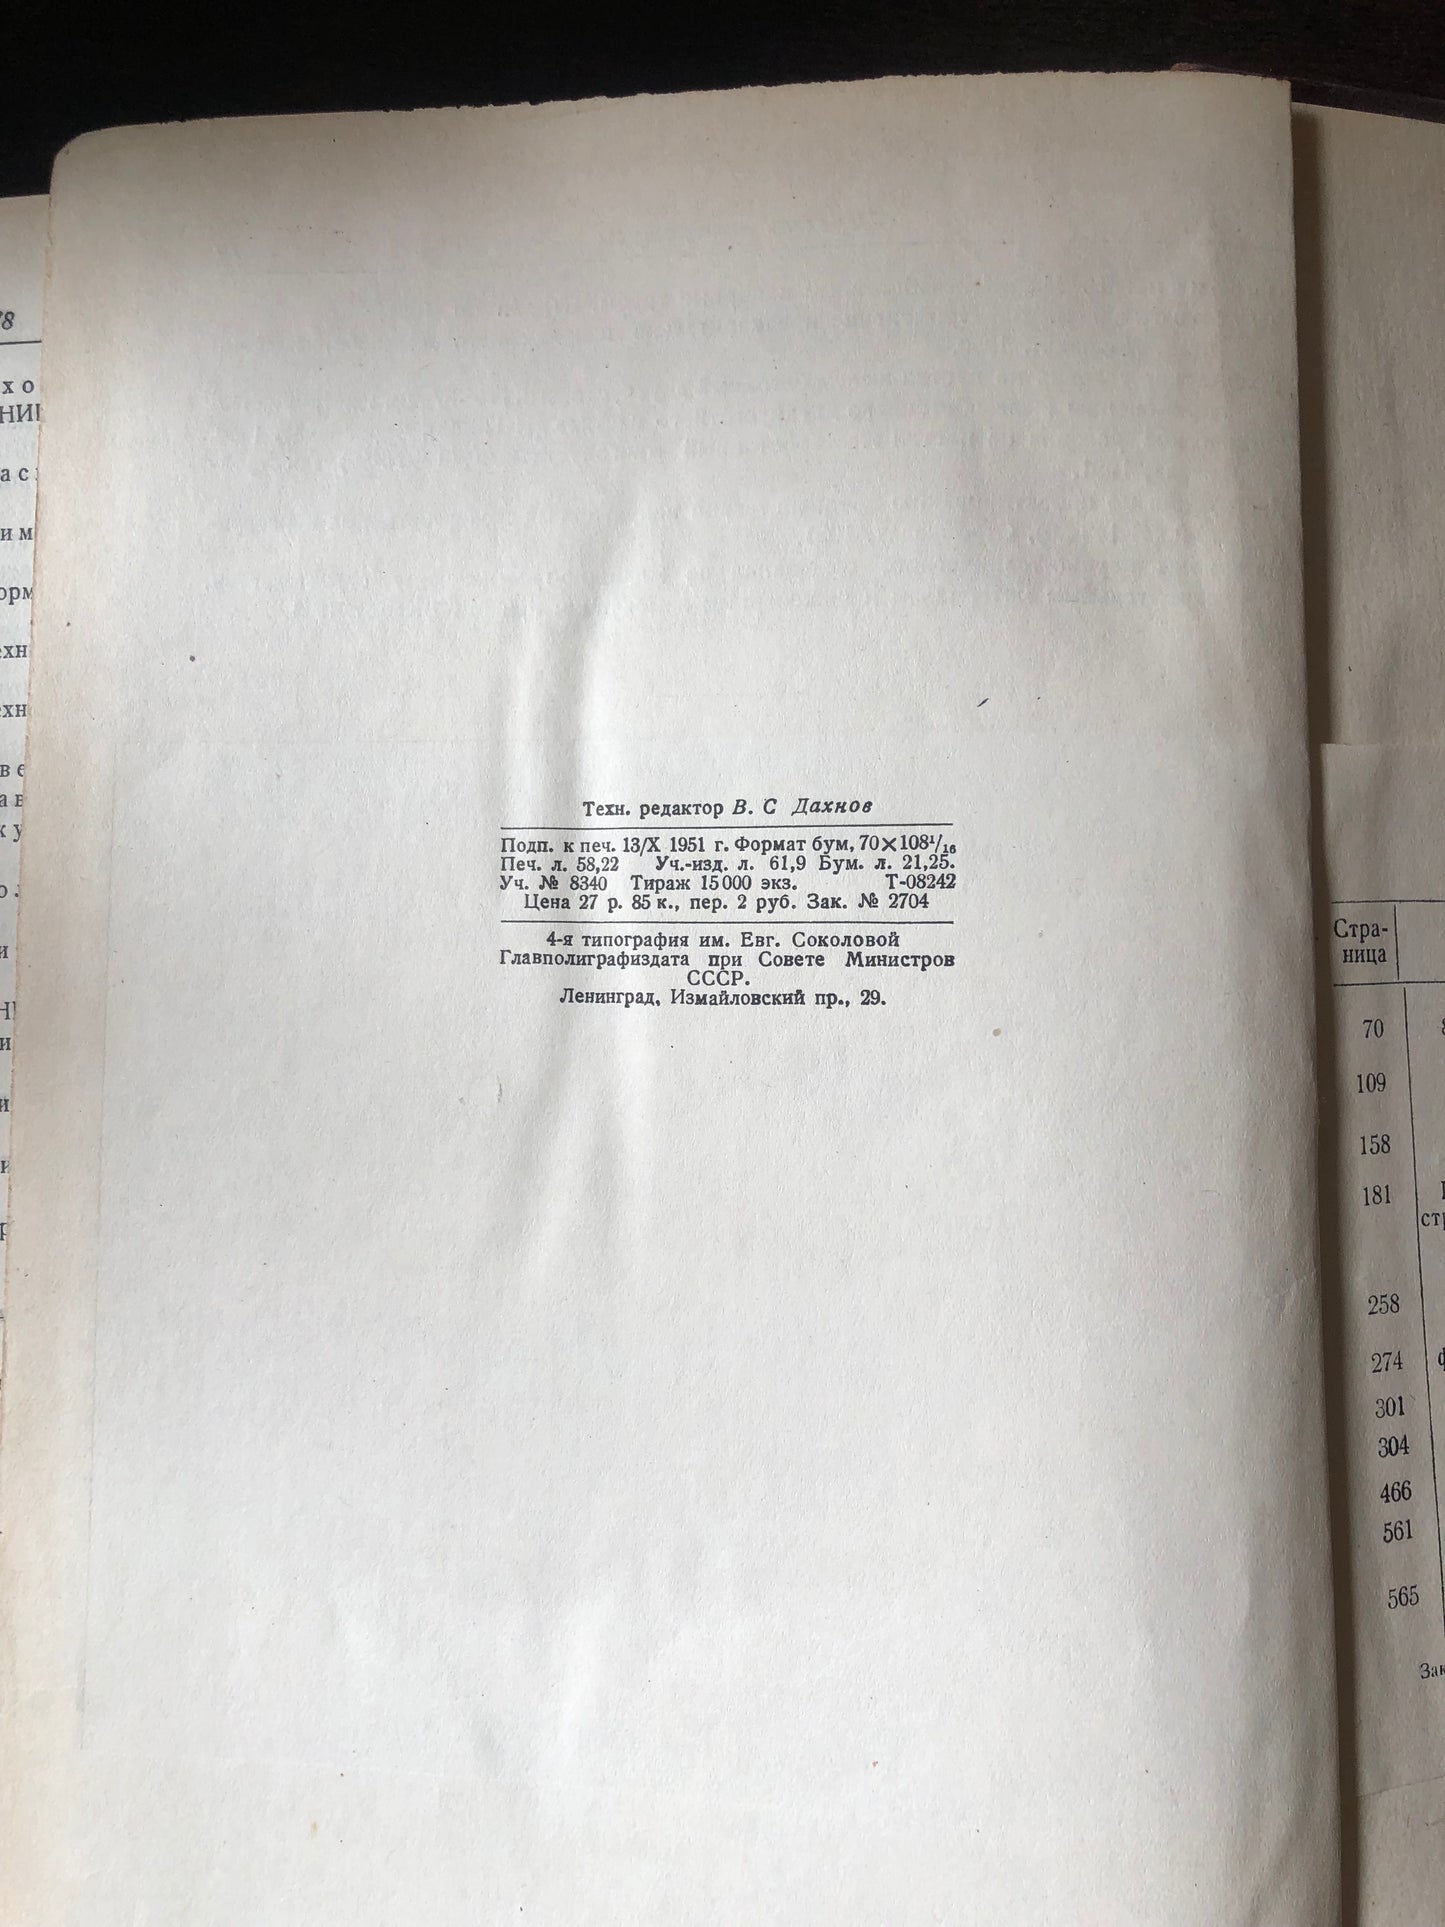 Техн. редактор В. С Дахнов
Подп. к печ. 13/X 1951 г. Формат бум, 70×108¹/₁₆
Печ. л. 58,22 Уч.-изд. л. 61,9 Бум. л. 21,25.
Уч. № 8340 Тираж 15 000 экз. Т-08242
Цена 27 р. 85 к., пер. 2 руб. Зак. № 2704
4-я типография им. Евг. Соколовой
Главполиграфиздата при Совете Министров
СССР.
Ленинград, Измайловский пр., 29.
Стра-
ница
70
109
158
181
258
274
301
304
466
561
565